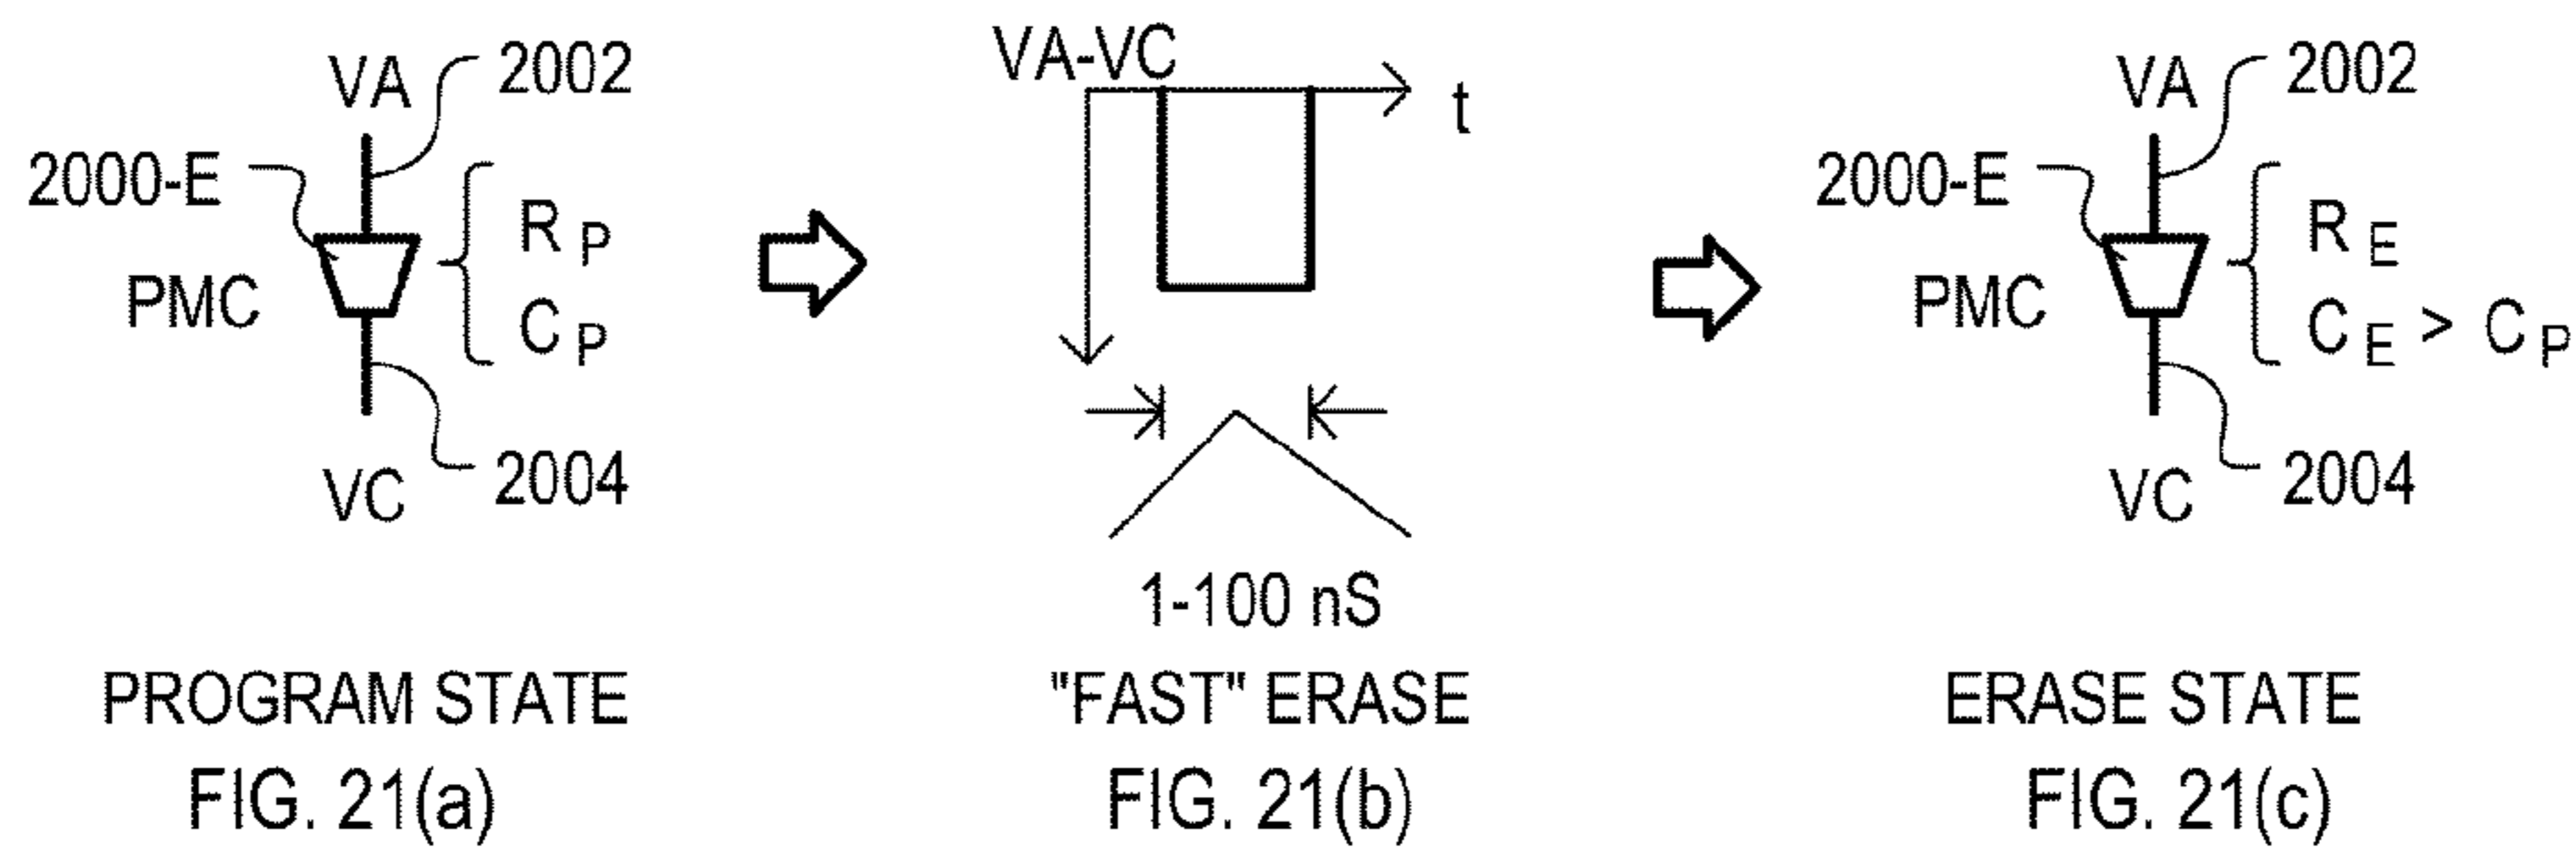 VA 2002
2000-E
PMC
R P
C P
VC 2004
PROGRAM STATE
FIG. 21(a)
VA-VC
t
1-100 nS
"FAST" ERASE
FIG. 21(b)
VA 2002
2000-E
PMC
R E
C E > C P
VC 2004
ERASE STATE
FIG. 21(c)